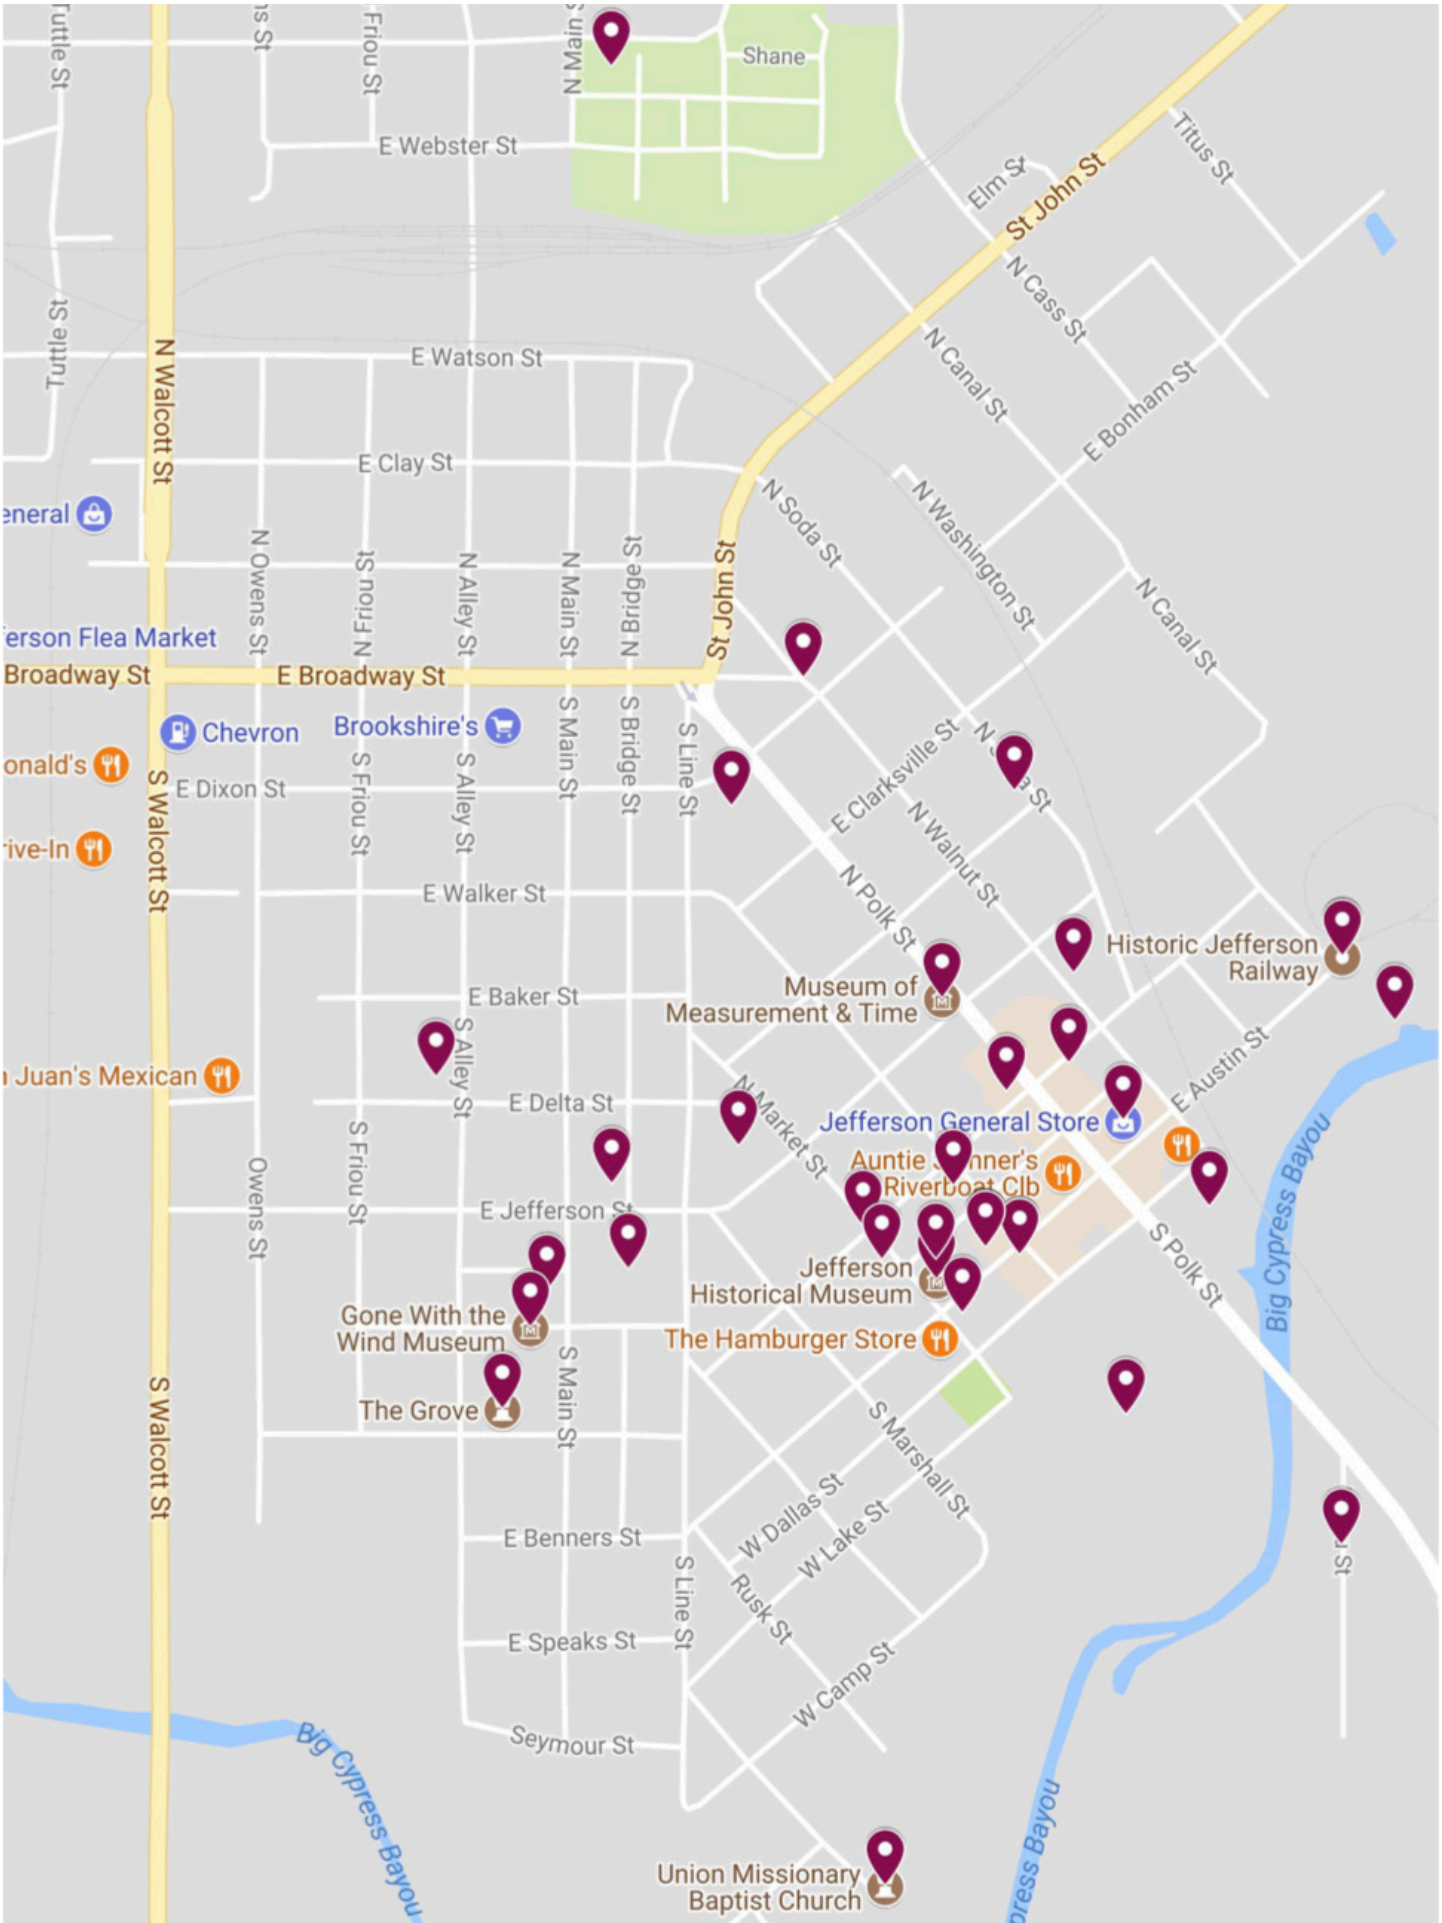 Tuttle St
Friou St
N Main St
Shane
E Webster St
Elm St
St John St
Titus St
N Cass St
Tuttle St
N Walcott St
E Watson St
N Canal St
E Bonham St
E Clay St
N Soda St
N Washington St
eneral
N Owens St
N Friou St
N Alley St
N Main St
N Bridge St
St John St
N Canal St
ferson Flea Market
Broadway St
E Broadway St
Chevron
Brookshire's
S Main St
S Bridge St
S Line St
onald's
S Walcott St
E Dixon St
S Friou St
S Alley St
E Clarksville St
rive-In
N Walnut St
E Walker St
N Polk St
Historic Jefferson
Railway
Museum of
Measurement & Time
E Baker St
S Alley St
Juan's Mexican
E Delta St
N Market St
E Austin St
Jefferson General Store
Big Cypress Bayou
S Friou St
Owens St
Auntie
Riverboat Clb
E Jefferson St
S Polk St
Jefferson
Historical Museum
Gone With the
Wind Museum
The Hamburger Store
S Main St
The Grove
S Walcott St
S Marshall St
W Dallas St
W Lake St
E Benners St
S Line St
Rusk St
St
E Speaks St
W Camp St
Seymour St
Big Cypress Bayou
press Bayou
Union Missionary
Baptist Church